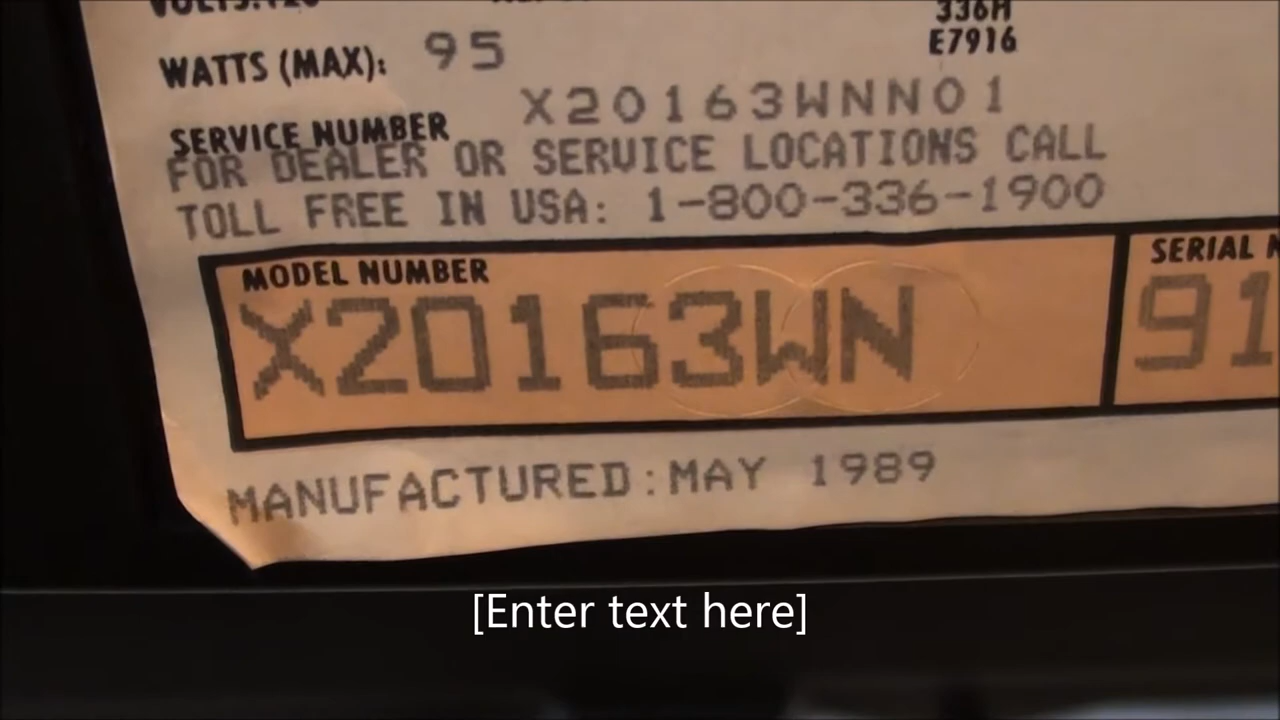 336H
E7916
WATTS (MAX): 95
SERVICE NUMBER X20163WNN01
FOR DEALER OR SERVICE LOCATIONS CALL
TOLL FREE IN USA: 1-800-336-1900
MODEL NUMBER
X20163WN
SERIAL
91
MANUFACTURED:MAY 1989
[Enter text here]